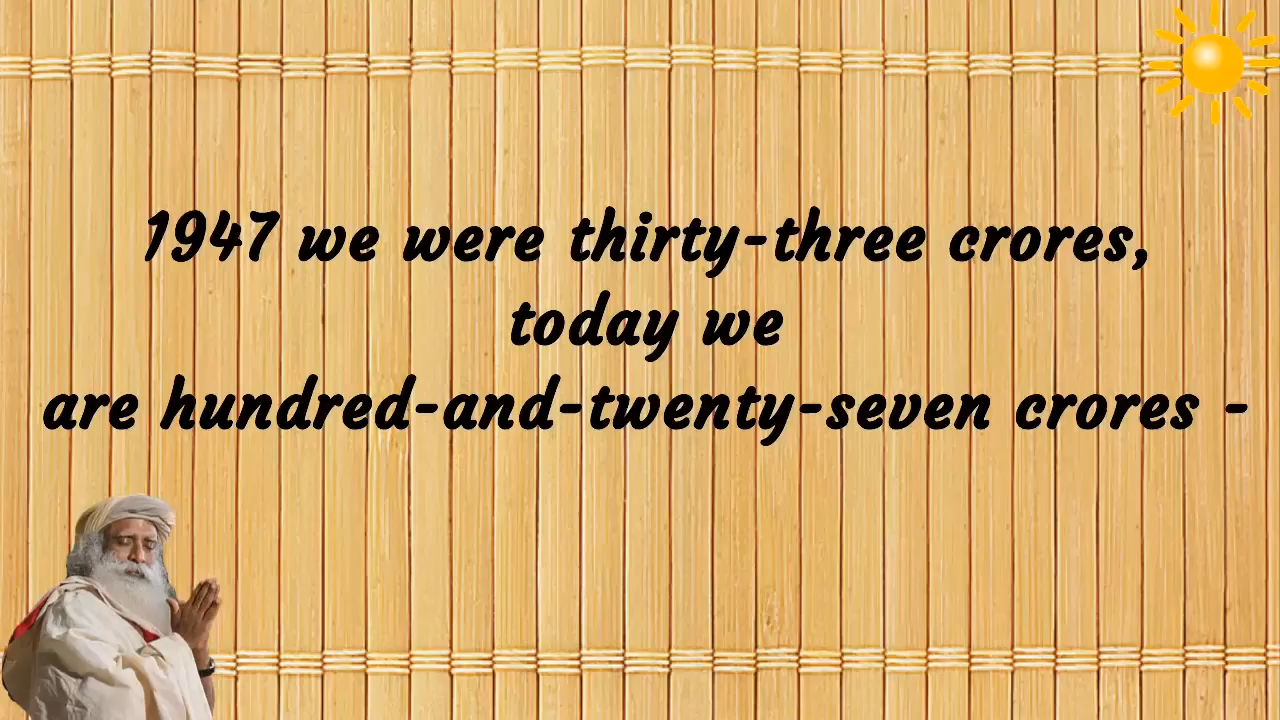 1947 we were thirty-three crores,
today we
are hundred-and-twenty-seven crores -